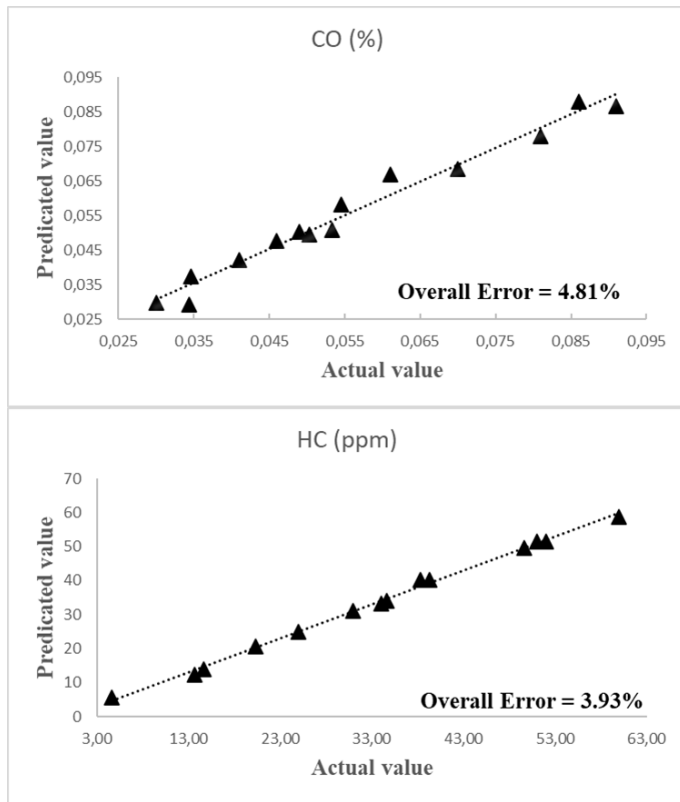 CO (%)
0,095
0,085
0,075
0,065
0,055
0,045
0,035
0,025
Predicated value
Overall Error = 4.81%
0,025 0,035 0,045 0,055 0,065 0,075 0,085 0,095
Actual value
HC (ppm)
70
60
50
40
30
20
10
0
Predicated value
Overall Error = 3.93%
3,00 13,00 23,00 33,00 43,00 53,00 63,00
Actual value